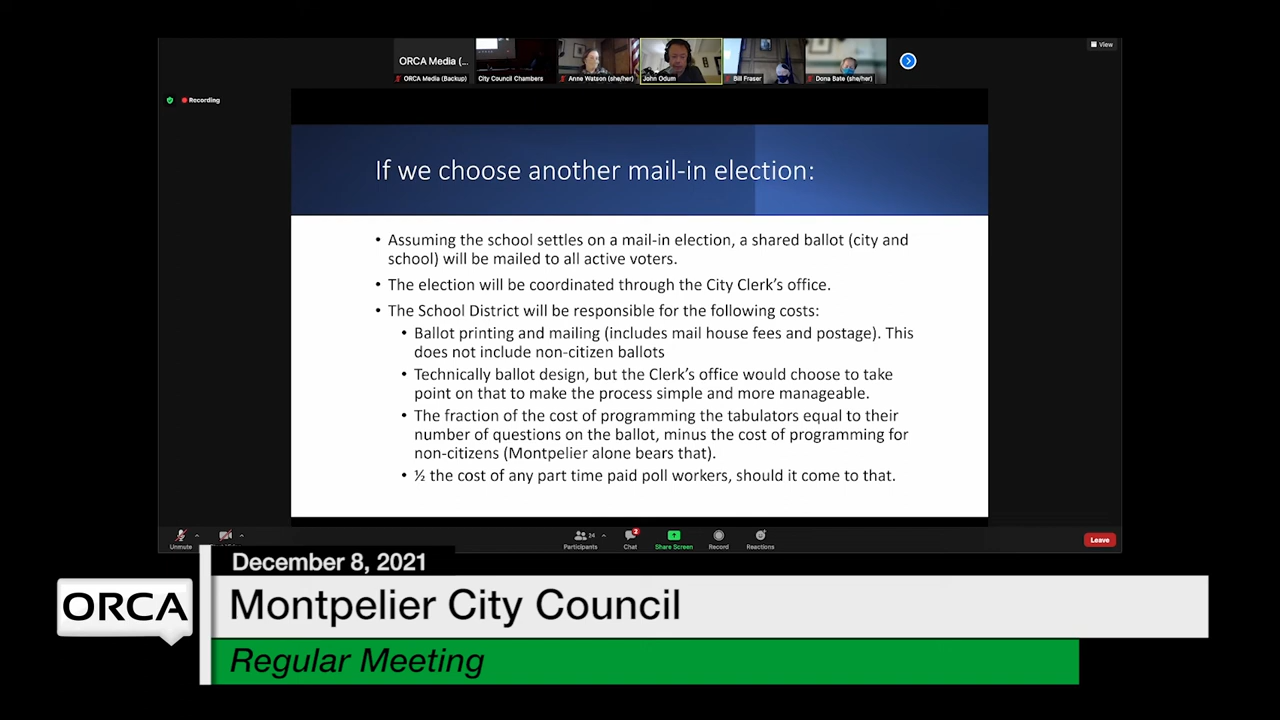 View
ORCA Media (...
ORCA Media (Backup)
City Council Chambers
Anne Watson (she/her)
John Odum
Bill Fraser
Dona Bate (she/her)
Recording
If we choose another mail-in election:
• Assuming the school settles on a mail-in election, a shared ballot (city and
school) will be mailed to all active voters.
• The election will be coordinated through the City Clerk's office.
• The School District will be responsible for the following costs:
• Ballot printing and mailing (includes mail house fees and postage). This
does not include non-citizen ballots
• Technically ballot design, but the Clerk's office would choose to take
point on that to make the process simple and more manageable.
• The fraction of the cost of programming the tabulators equal to their
number of questions on the ballot, minus the cost of programming for
non-citizens (Montpelier alone bears that).
• ½ the cost of any part time paid poll workers, should it come to that.
Unmute
24
Participants
2
Chat
Share Screen
Record
Reactions
Leave
December 8, 2021
ORCA
Montpelier City Council
Regular Meeting